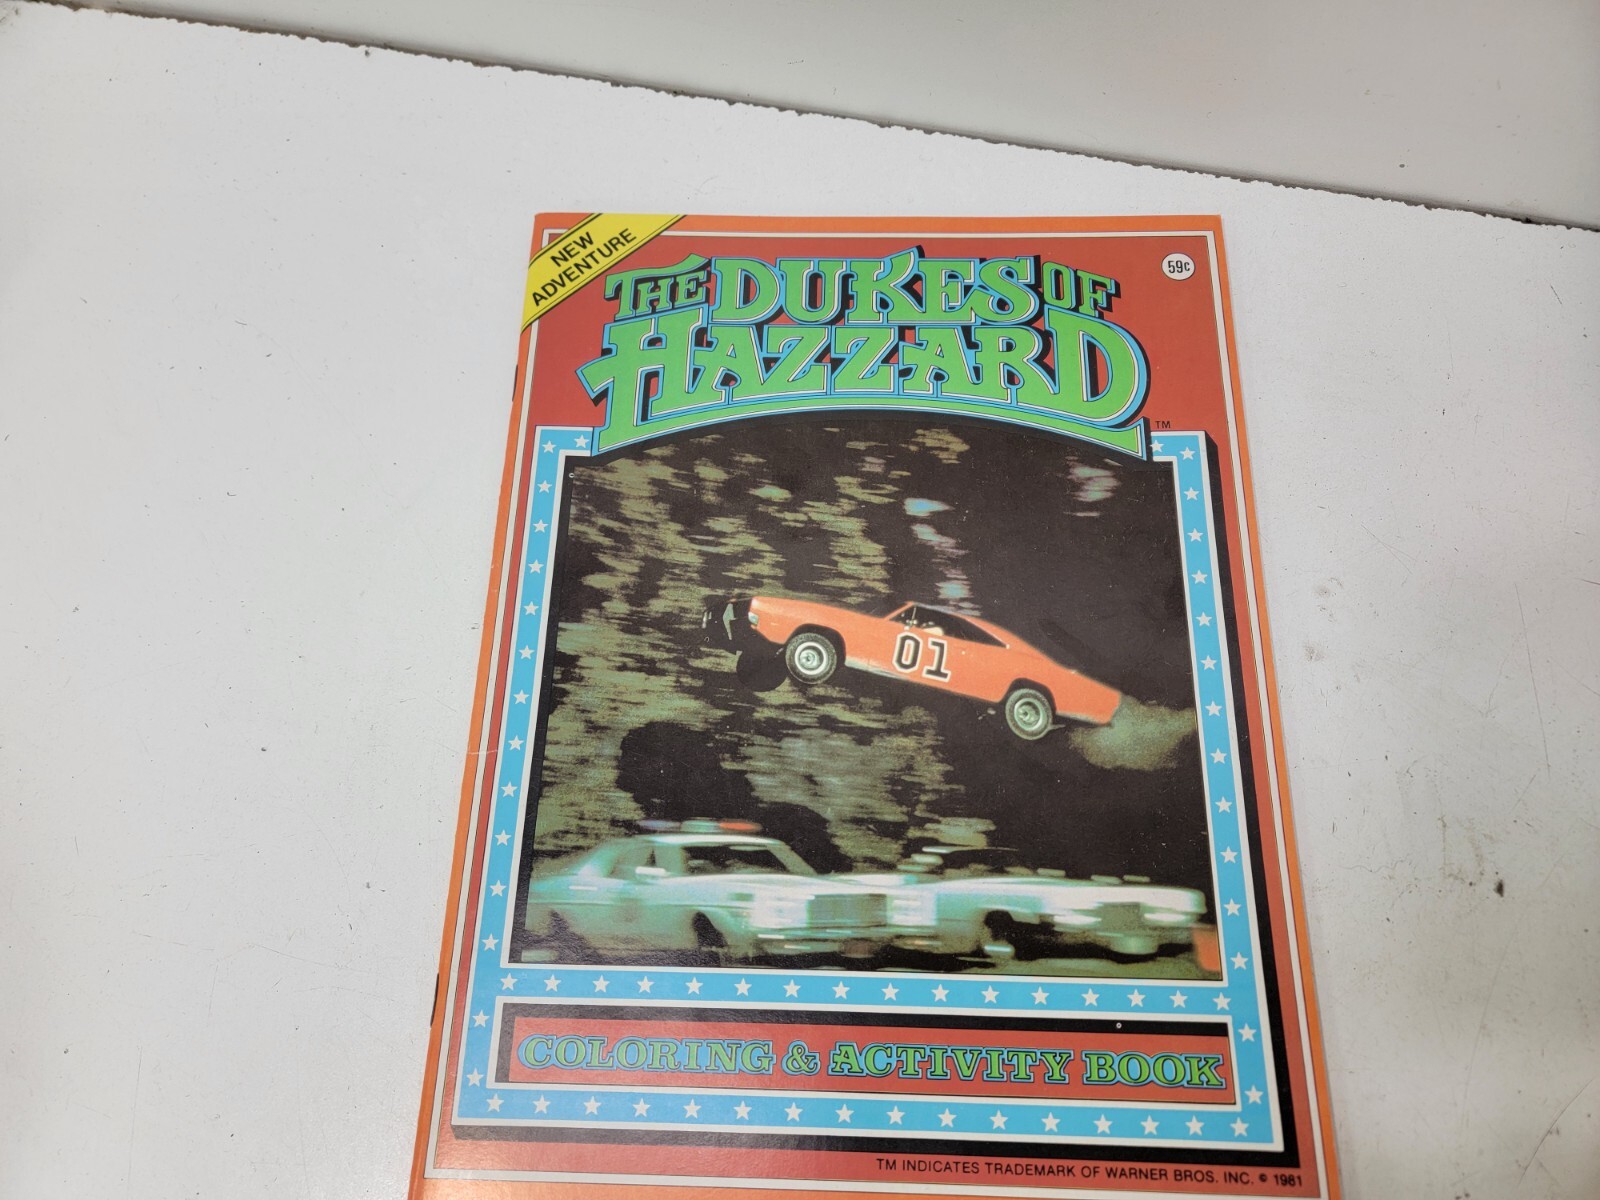 NEW
ADVENTURE
59¢
THE DUKES OF
HAZZARD
TM
01
COLORING & ACTIVITY BOOK
TM INDICATES TRADEMARK OF WARNER BROS. INC. © 1981